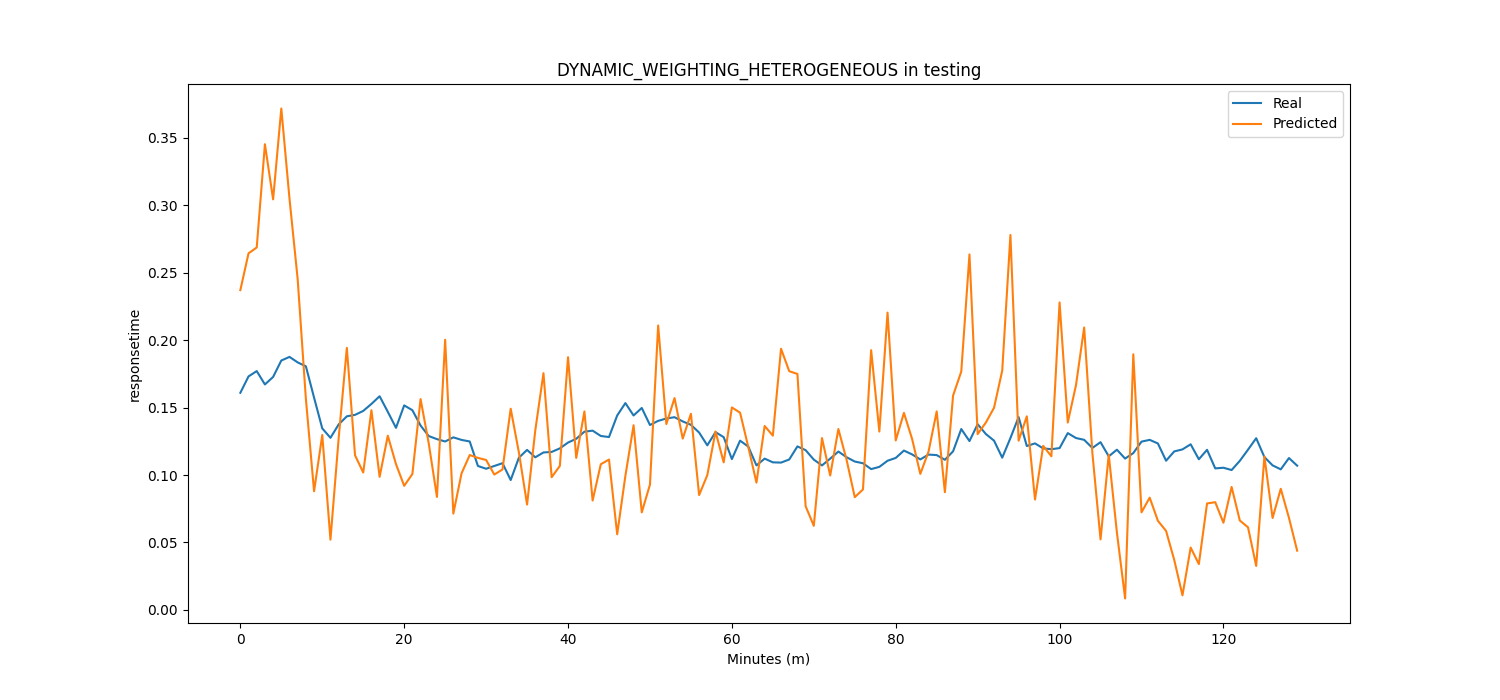 DYNAMIC_WEIGHTING_HETEROGENEOUS in testing
Real
Predicted
responsetime
0.35
0.30
0.25
0.20
0.15
0.10
0.05
0.00
0 20 40 60 80 100 120
Minutes (m)